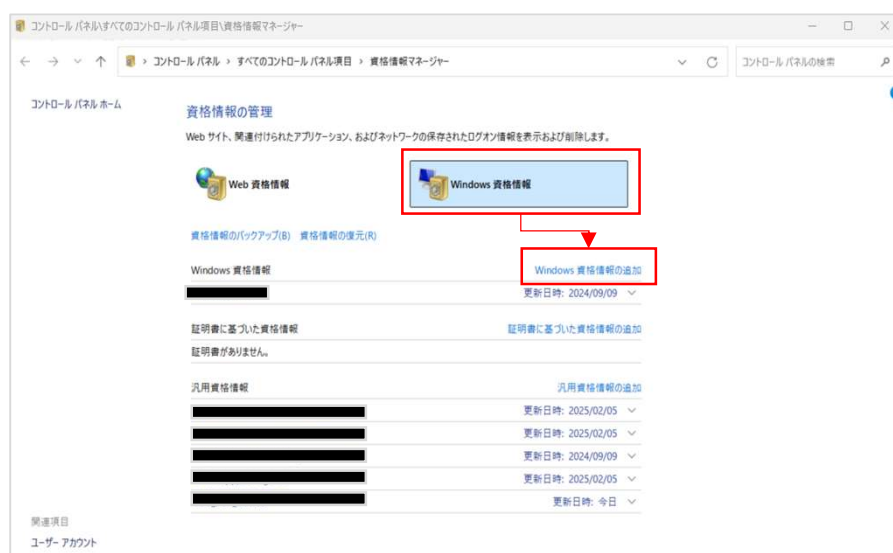 コントロール パネル\すべてのコントロール パネル項目\資格情報マネージャー
コントロール パネル › すべてのコントロール パネル項目 › 資格情報マネージャー
コントロール パネルの検索
コントロール パネル ホーム
資格情報の管理
Web サイト、関連付けられたアプリケーション、およびネットワークの保存されたログオン情報を表示および削除します。
Web 資格情報
Windows 資格情報
資格情報のバックアップ(B) 資格情報の復元(R)
Windows 資格情報 Windows 資格情報の追加
更新日時: 2024/09/09
証明書に基づいた資格情報 証明書に基づいた資格情報の追加
証明書がありません。
汎用資格情報 汎用資格情報の追加
更新日時: 2025/02/05
更新日時: 2025/02/05
更新日時: 2024/09/09
更新日時: 2025/02/05
更新日時: 今日
関連項目
ユーザー アカウント